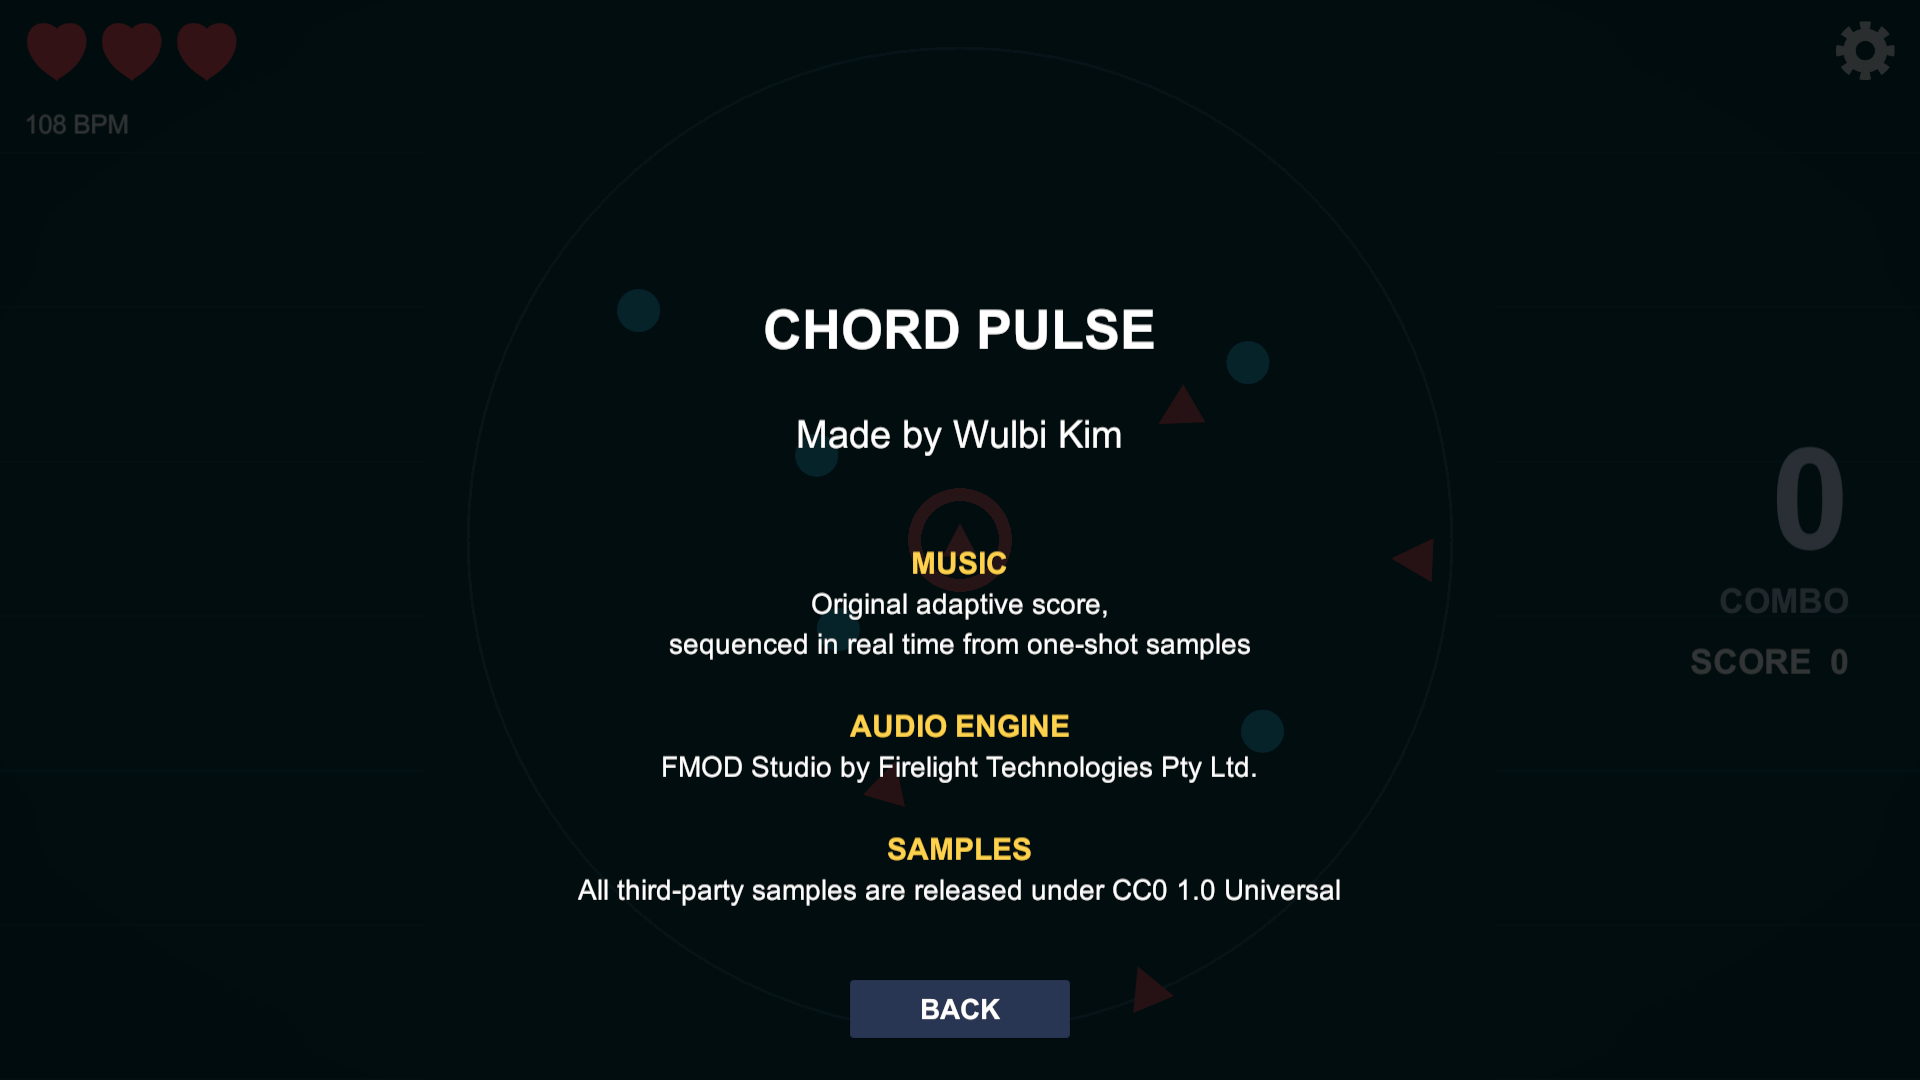 108 BPM
CHORD PULSE
Made by Wulbi Kim
0
COMBO
SCORE 0
MUSIC
Original adaptive score,
sequenced in real time from one-shot samples
AUDIO ENGINE
FMOD Studio by Firelight Technologies Pty Ltd.
SAMPLES
All third-party samples are released under CC0 1.0 Universal
BACK